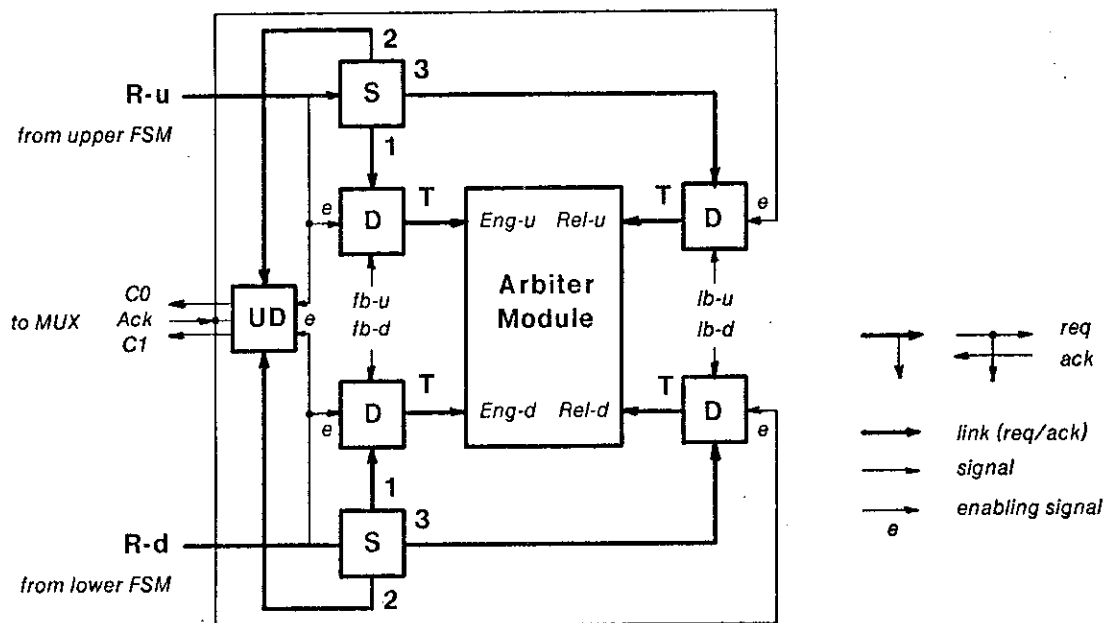 2
3
R-u
S
from upper FSM
1
T
T
e
D
D
e
Eng-u Rel-u
C0
fb-u
Arbiter
lb-u
to MUX
Ack
UD
e
fb-d
Module
lb-d
C1
req
ack
T
T
D
Eng-d Rel-d
D
e
e
link (req/ack)
1
signal
3
R-d
S
enabling signal
e
from lower FSM
2